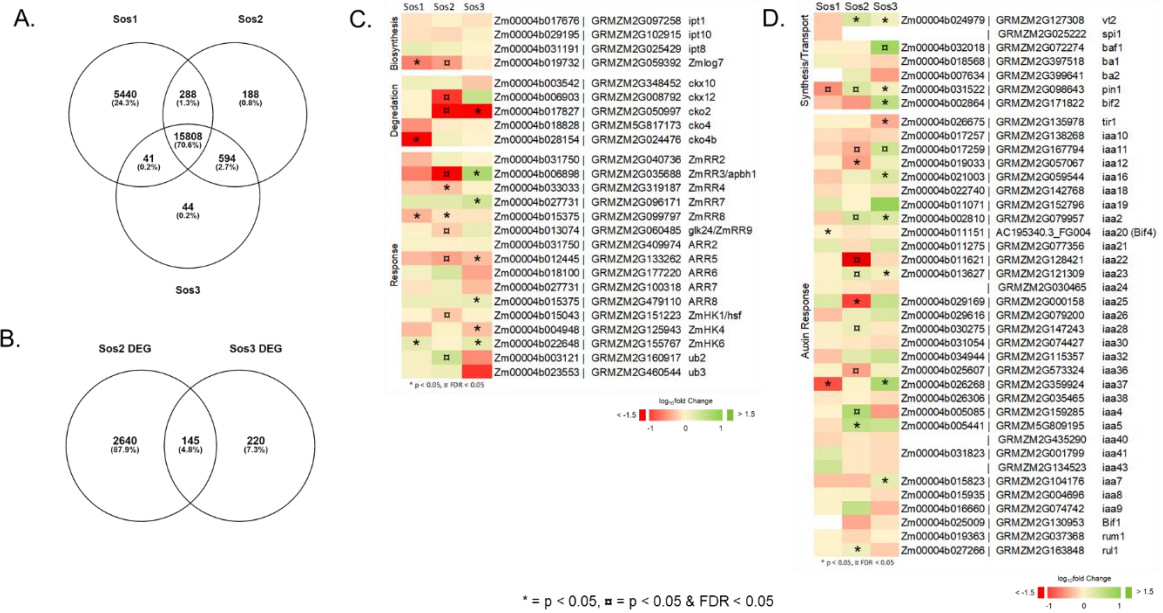 A.
Sos1
Sos2
5440
(24.3%)
288
(1.3%)
188
(0.8%)
15808
(70.6%)
41
(0.2%)
594
(2.7%)
44
(0.2%)
Sos3
B.
Sos2 DEG
Sos3 DEG
2640
(87.9%)
145
(4.8%)
220
(7.3%)
C.
Sos1 Sos2 Sos3
Biosynthesis
Zm00004b017676 | GRMZM2G097258 ipt1
Zm00004b029195 | GRMZM2G102915 ipt10
Zm00004b031191 | GRMZM2G025429 ipt8
* ¤ Zm00004b019732 | GRMZM2G059392 Zmlog7
Degredation
Zm00004b003542 | GRMZM2G348452 ckx10
¤ Zm00004b006903 | GRMZM2G008792 ckx12
¤ * Zm00004b017827 | GRMZM2G050997 cko2
Zm00004b018828 | GRMZM5G817173 cko4
* Zm00004b028154 | GRMZM2G024476 cko4b
Response
Zm00004b031750 | GRMZM2G040736 ZmRR2
¤ * Zm00004b006898 | GRMZM2G035688 ZmRR3/apbh1
* Zm00004b033033 | GRMZM2G319187 ZmRR4
Zm00004b027731 | GRMZM2G096171 ZmRR7
* * Zm00004b015375 | GRMZM2G099797 ZmRR8
¤ Zm00004b013074 | GRMZM2G060485 glk24/ZmRR9
Zm00004b031750 | GRMZM2G409974 ARR2
¤ * Zm00004b012445 | GRMZM2G133262 ARR5
Zm00004b018100 | GRMZM2G177220 ARR6
Zm00004b027731 | GRMZM2G100318 ARR7
* Zm00004b015375 | GRMZM2G479110 ARR8
¤ Zm00004b015043 | GRMZM2G151223 ZmHK1/hsf
* Zm00004b004948 | GRMZM2G125943 ZmHK4
* * Zm00004b022648 | GRMZM2G155767 ZmHK6
¤ Zm00004b003121 | GRMZM2G160917 ub2
Zm00004b023553 | GRMZM2G460544 ub3
* p < 0.05, ¤ FDR < 0.05
log10fold Change
< -1.5 > 1.5
-1 0 1
D.
Sos1 Sos2 Sos3
Synthesis/Transport
* * Zm00004b024979 | GRMZM2G127308 vt2
| GRMZM2G025222 spi1
¤ Zm00004b032018 | GRMZM2G072274 baf1
Zm00004b018568 | GRMZM2G397518 ba1
Zm00004b007634 | GRMZM2G399641 ba2
¤ ¤ * Zm00004b031522 | GRMZM2G098643 pin1
* Zm00004b002864 | GRMZM2G171822 bif2
Auxin Response
* Zm00004b026675 | GRMZM2G135978 tir1
Zm00004b017257 | GRMZM2G138268 iaa10
¤ ¤ Zm00004b017259 | GRMZM2G167794 iaa11
* Zm00004b019033 | GRMZM2G057067 iaa12
* Zm00004b021003 | GRMZM2G059544 iaa16
Zm00004b022740 | GRMZM2G142768 iaa18
Zm00004b011071 | GRMZM2G152796 iaa19
¤ * Zm00004b002810 | GRMZM2G079957 iaa2
* Zm00004b011151 | AC195340.3_FG004 iaa20 (Bif4)
Zm00004b011275 | GRMZM2G077356 iaa21
¤ Zm00004b011621 | GRMZM2G128421 iaa22
¤ * Zm00004b013627 | GRMZM2G121309 iaa23
| GRMZM2G030465 iaa24
* Zm00004b029169 | GRMZM2G000158 iaa25
Zm00004b029616 | GRMZM2G079200 iaa26
¤ Zm00004b030275 | GRMZM2G147243 iaa28
Zm00004b031054 | GRMZM2G074427 iaa30
Zm00004b034944 | GRMZM2G115357 iaa32
¤ Zm00004b025607 | GRMZM2G573324 iaa36
* * Zm00004b026268 | GRMZM2G359924 iaa37
Zm00004b026306 | GRMZM2G035465 iaa38
¤ Zm00004b005085 | GRMZM2G159285 iaa4
* Zm00004b005441 | GRMZM5G809195 iaa5
| GRMZM2G435290 iaa40
Zm00004b031823 | GRMZM2G001799 iaa41
| GRMZM2G134523 iaa43
* Zm00004b015823 | GRMZM2G104176 iaa7
Zm00004b015935 | GRMZM2G004696 iaa8
Zm00004b016660 | GRMZM2G074742 iaa9
Zm00004b025009 | GRMZM2G130953 Bif1
Zm00004b019363 | GRMZM2G037368 rum1
* Zm00004b027266 | GRMZM2G163848 rul1
* p < 0.05, ¤ FDR < 0.05
log10fold Change
< -1.5 > 1.5
-1 0 1
* = p < 0.05, ¤ = p < 0.05 & FDR < 0.05